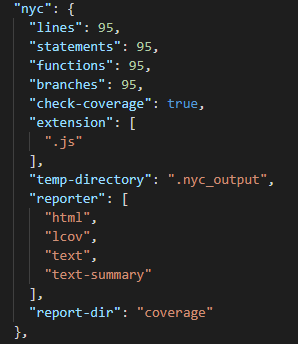 "nyc": {
"lines": 95,
"statements": 95,
"functions": 95,
"branches": 95,
"check-coverage": true,
"extension": [
".js"
],
"temp-directory": ".nyc_output",
"reporter": [
"html",
"lcov",
"text",
"text-summary"
],
"report-dir": "coverage"
},